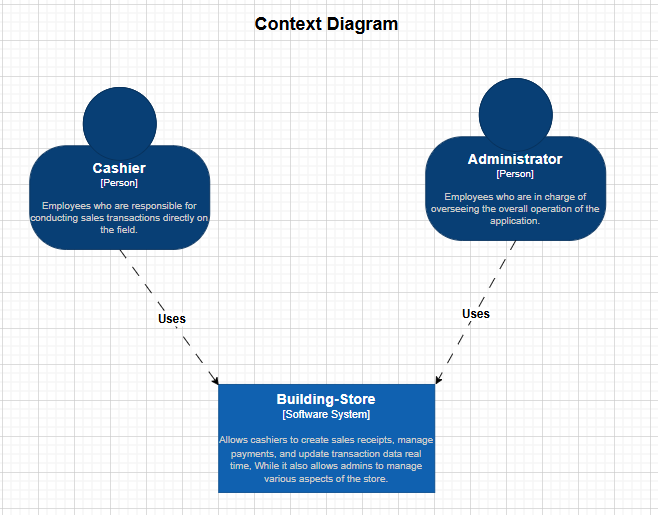 Context Diagram
Cashier
[Person]
Employees who are responsible for
conducting sales transactions directly on
the field.
Administrator
[Person]
Employees who are in charge of
overseeing the overall operation of the
application.
Uses
Uses
Building-Store
[Software System]
Allows cashiers to create sales receipts, manage
payments, and update transaction data real
time, While it also allows admins to manage
various aspects of the store.